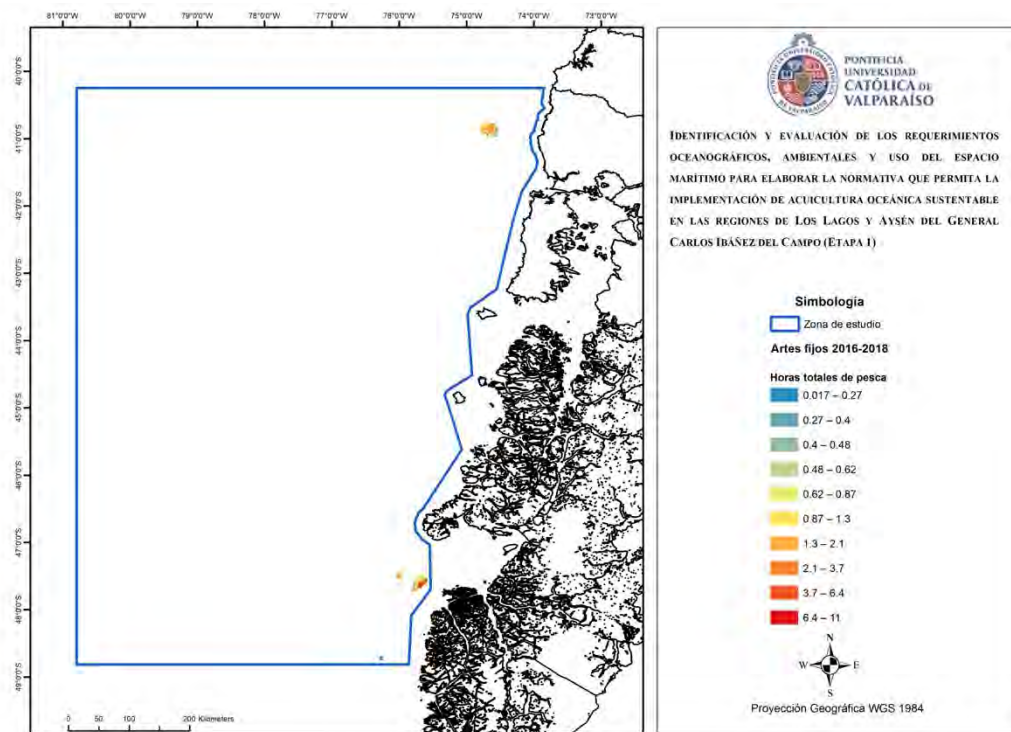 81°0'0"W 80°0'0"W 79°0'0"W 78°0'0"W 77°0'0"W 76°0'0"W 75°0'0"W 74°0'0"W 73°0'0"W
40°0'0"S
41°0'0"S
42°0'0"S
43°0'0"S
44°0'0"S
45°0'0"S
46°0'0"S
47°0'0"S
48°0'0"S
49°0'0"S
0 50 100 200 Kilometers
PONTIFICIA
UNIVERSIDAD
CATÓLICA DE
VALPARAÍSO
IDENTIFICACIÓN Y EVALUACIÓN DE LOS REQUERIMIENTOS
OCEANOGRÁFICOS, AMBIENTALES Y USO DEL ESPACIO
MARÍTIMO PARA ELABORAR LA NORMATIVA QUE PERMITA LA
IMPLEMENTACIÓN DE ACUICULTURA OCEÁNICA SUSTENTABLE
EN LAS REGIONES DE LOS LAGOS Y AYSÉN DEL GENERAL
CARLOS IBÁÑEZ DEL CAMPO (ETAPA I)
Simbología
Zona de estudio
Artes fijos 2016-2018
Horas totales de pesca
0.017 – 0.27
0.27 – 0.4
0.4 – 0.48
0.48 – 0.62
0.62 – 0.87
0.87 – 1.3
1.3 – 2.1
2.1 – 3.7
3.7 – 6.4
6.4 – 11
N
W E
S
Proyección Geográfica WGS 1984